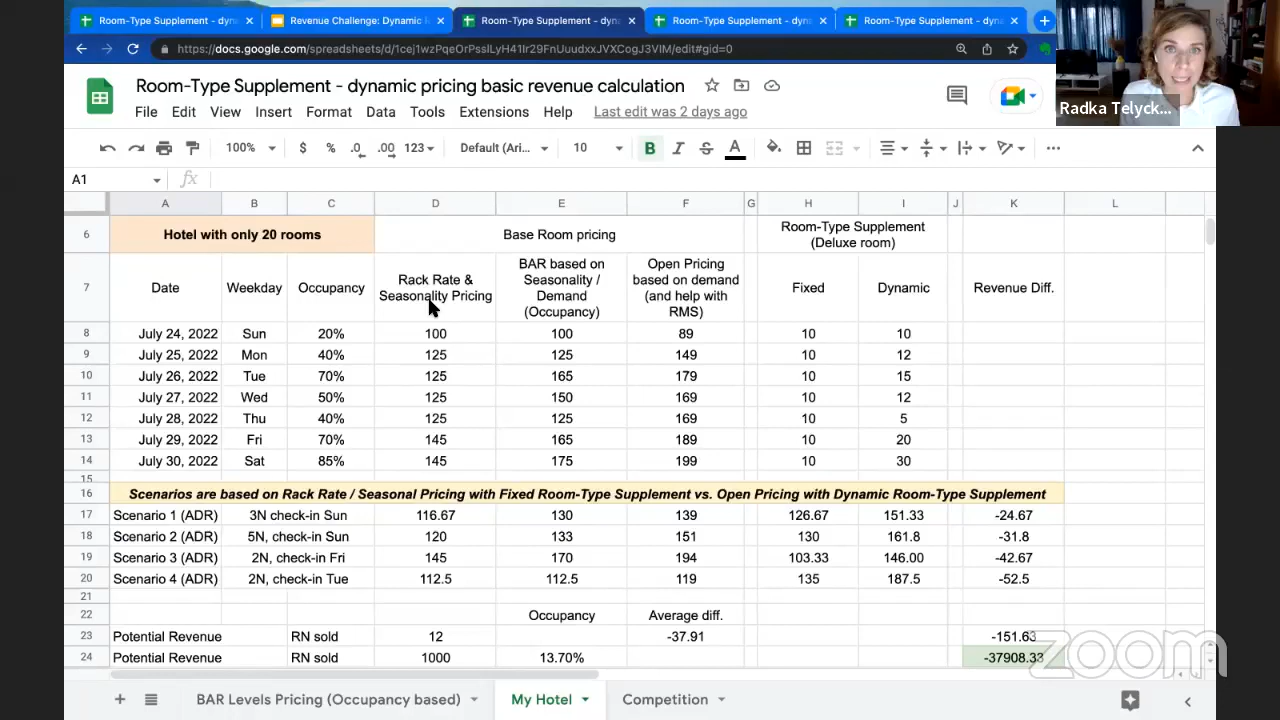 Room-Type Supplement - dyna
Revenue Challenge: Dynamic
Room-Type Supplement - dyn
Room-Type Supplement - dyn
Room-Type Supplement - dyna
Radka Telyck...
Room-Type Supplement - dynamic pricing basic revenue calculation
File Edit View Insert Format Data Tools Extensions Help Last edit was 2 days ago
100% $ % .0 .00 123 Default (Ari... 10 B I S A
A1 fx
A B C D E F G H I J K L
6 Hotel with only 20 rooms Base Room pricing Room-Type Supplement
(Deluxe room)
7 Date Weekday Occupancy Rack Rate &
Seasonality Pricing
BAR based on
Seasonality /
Demand
(Occupancy)
Open Pricing
based on demand
(and help with
RMS)
Fixed Dynamic Revenue Diff.
8 July 24, 2022 Sun 20% 100 100 89 10 10
9 July 25, 2022 Mon 40% 125 125 149 10 12
10 July 26, 2022 Tue 70% 125 165 179 10 15
11 July 27, 2022 Wed 50% 125 150 169 10 12
12 July 28, 2022 Thu 40% 125 125 169 10 5
13 July 29, 2022 Fri 70% 145 165 189 10 20
14 July 30, 2022 Sat 85% 145 175 199 10 30
15
16 Scenarios are based on Rack Rate / Seasonal Pricing with Fixed Room-Type Supplement vs. Open Pricing with Dynamic Room-Type Supplement
17 Scenario 1 (ADR) 3N check-in Sun 116.67 130 139 126.67 151.33 -24.67
18 Scenario 2 (ADR) 5N, check-in Sun 120 133 151 130 161.8 -31.8
19 Scenario 3 (ADR) 2N, check-in Fri 145 170 194 103.33 146.00 -42.67
20 Scenario 4 (ADR) 2N, check-in Tue 112.5 112.5 119 135 187.5 -52.5
21
22 Occupancy Average diff.
23 Potential Revenue RN sold 12 -37.91 -151.63
24 Potential Revenue RN sold 1000 13.70% -37908.33
zoom
+ BAR Levels Pricing (Occupancy based) My Hotel Competition